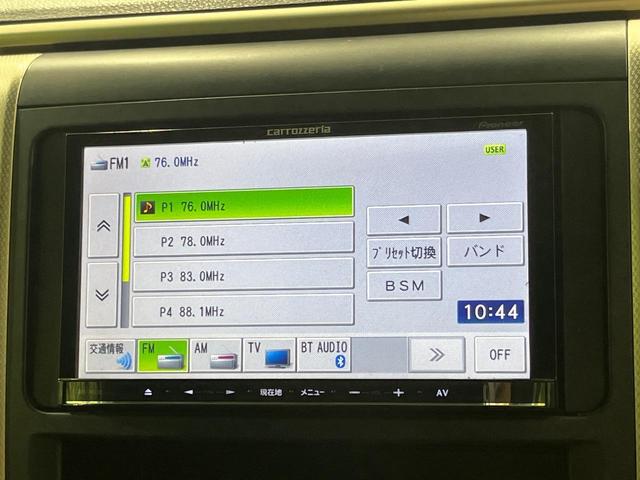 carrozzeria
Pioneer
FM1 76.0MHz
USER
P1 76.0MHz
P2 78.0MHz
P3 83.0MHz
P4 88.1MHz
◄ ►
プリセット切換 バンド
BSM
10:44
交通情報 FM AM TV BT AUDIO OFF
現在地 メニュー − + AV